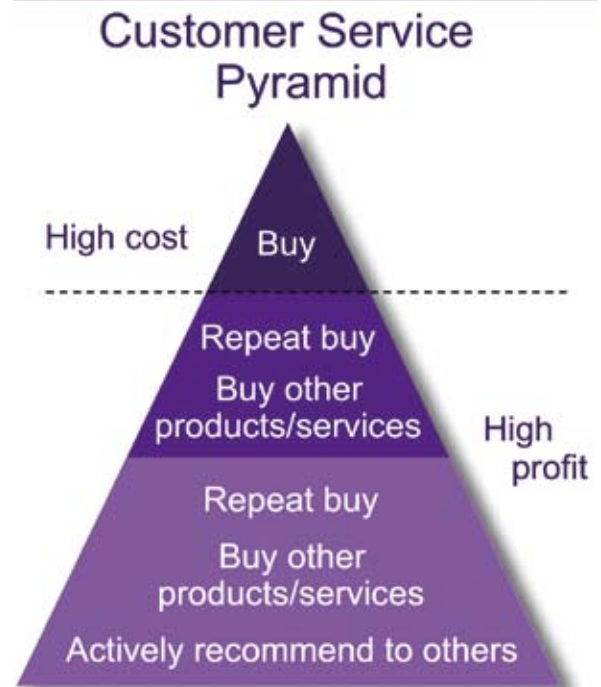 Customer Service
Pyramid
High cost
Buy
Repeat buy
Buy other
products/services
High
profit
Repeat buy
Buy other
products/services
Actively recommend to others